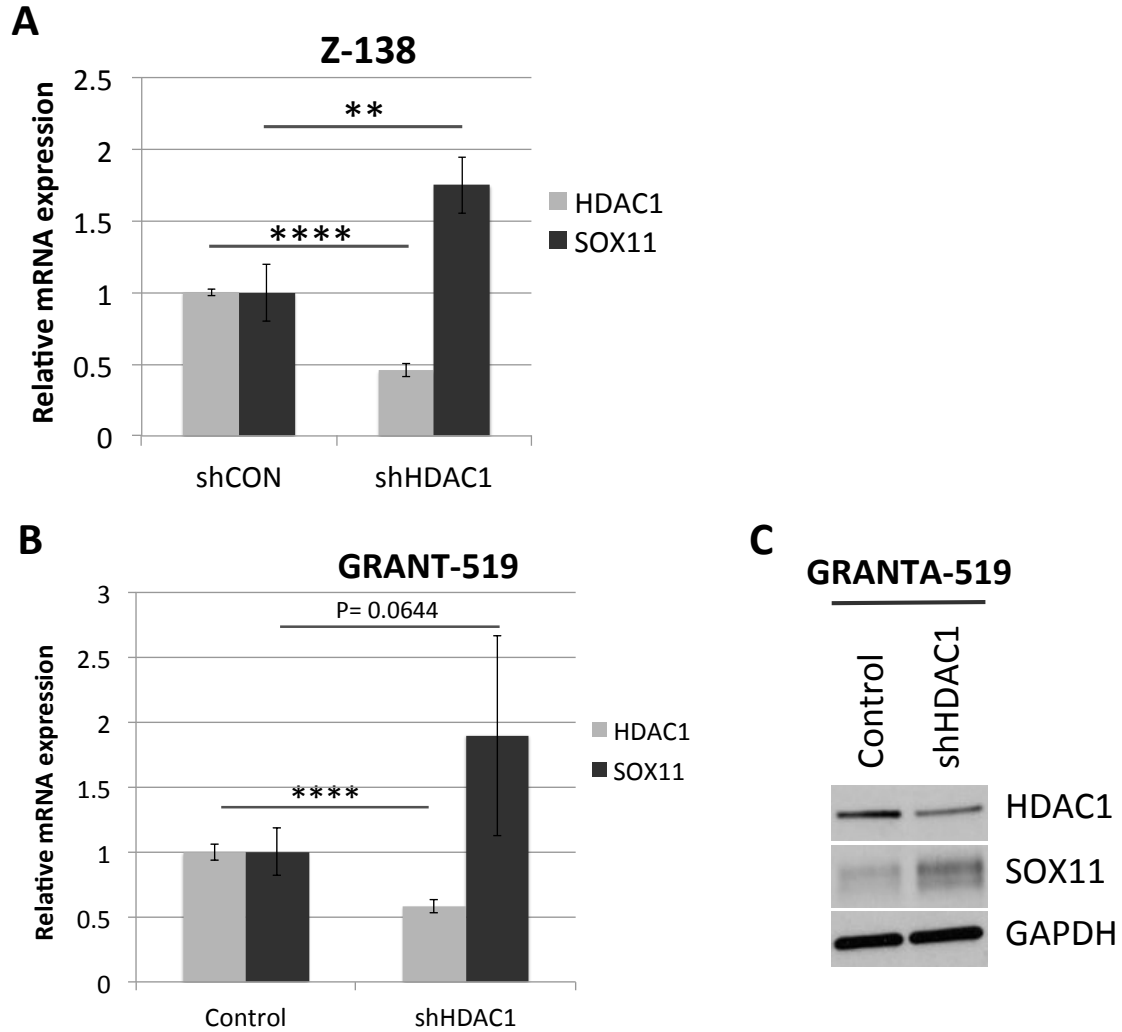 A
Z-138
Relative mRNA expression
2.5
2
1.5
1
0.5
0
**
****
HDAC1
SOX11
shCON
shHDAC1
B
GRANT-519
Relative mRNA expression
3
2.5
2
1.5
1
0.5
0
P= 0.0644
****
HDAC1
SOX11
Control
shHDAC1
C
GRANTA-519
Control
shHDAC1
HDAC1
SOX11
GAPDH